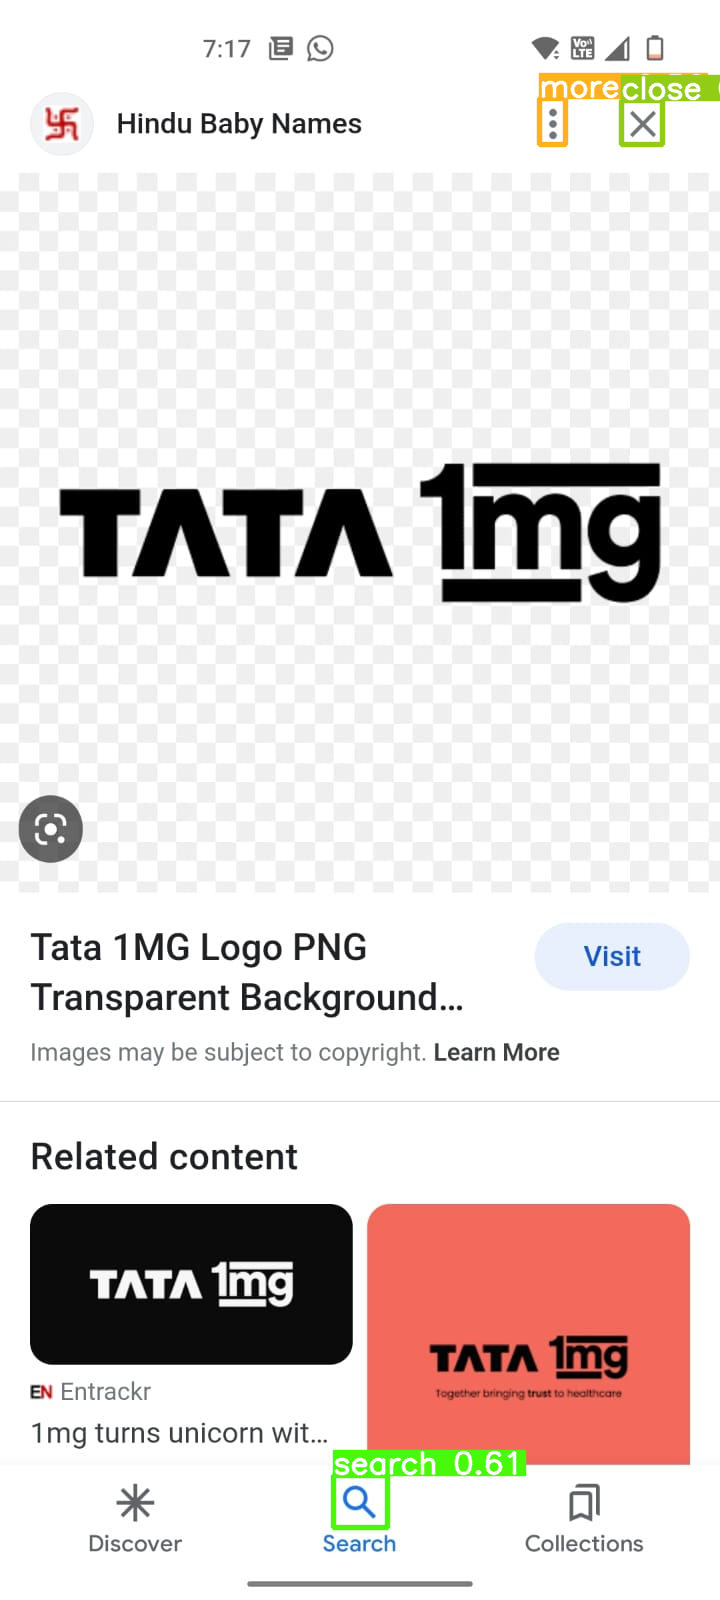 7:17
Vo))
LTE
more
close
Hindu Baby Names
TATA 1mg
Tata 1MG Logo PNG
Transparent Background...
Visit
Images may be subject to copyright. Learn More
Related content
TATA 1mg
EN Entrackr
1mg turns unicorn wit...
TATA 1mg
Together bringing trust to healthcare
search 0.61
Discover
Search
Collections